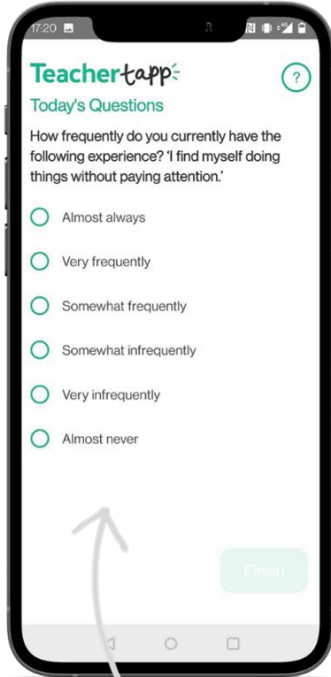 17:20
Teachertapp
?
Today's Questions
How frequently do you currently have the
following experience? 'I find myself doing
things without paying attention.'
Almost always
Very frequently
Somewhat frequently
Somewhat infrequently
Very infrequently
Almost never
Finish